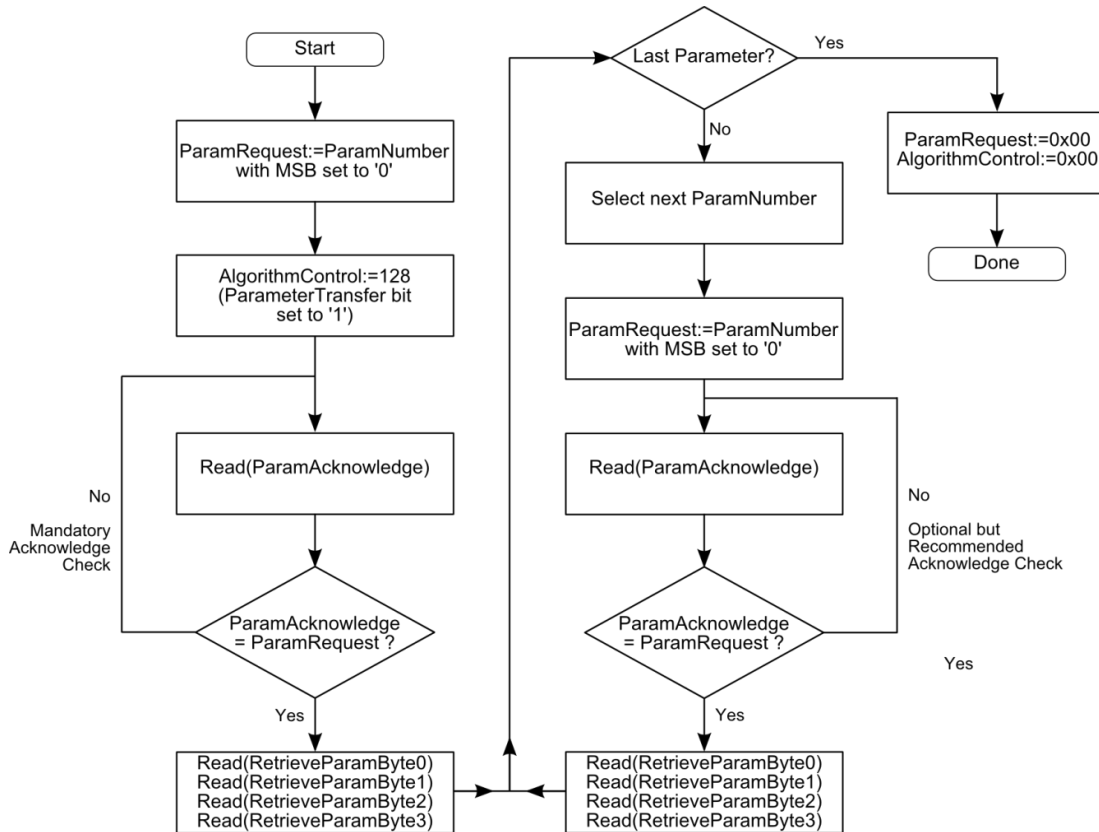 Start
ParamRequest:=ParamNumber
with MSB set to '0'
AlgorithmControl:=128
(ParameterTransfer bit
set to '1')
Read(ParamAcknowledge)
No
Mandatory
Acknowledge
Check
ParamAcknowledge
= ParamRequest ?
Yes
Read(RetrieveParamByte0)
Read(RetrieveParamByte1)
Read(RetrieveParamByte2)
Read(RetrieveParamByte3)
Last Parameter?
Yes
No
Select next ParamNumber
ParamRequest:=ParamNumber
with MSB set to '0'
Read(ParamAcknowledge)
No
Optional but
Recommended
Acknowledge Check
ParamAcknowledge
= ParamRequest ?
Yes
Yes
Read(RetrieveParamByte0)
Read(RetrieveParamByte1)
Read(RetrieveParamByte2)
Read(RetrieveParamByte3)
ParamRequest:=0x00
AlgorithmControl:=0x00
Done